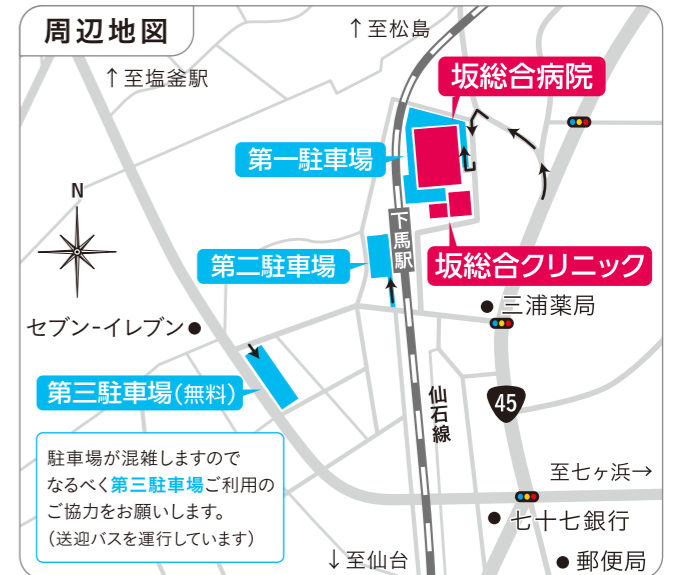 周辺地図
↑至松島
↑至塩釜駅
坂総合病院
第一駐車場
N
下馬駅
第二駐車場
坂総合クリニック
三浦薬局
セブン-イレブン
第三駐車場(無料)
仙石線
45
駐車場が混雑しますので
なるべく第三駐車場ご利用の
ご協力をお願いします。
(送迎バスを運行しています)
至七ヶ浜→
七十七銀行
↓至仙台
郵便局